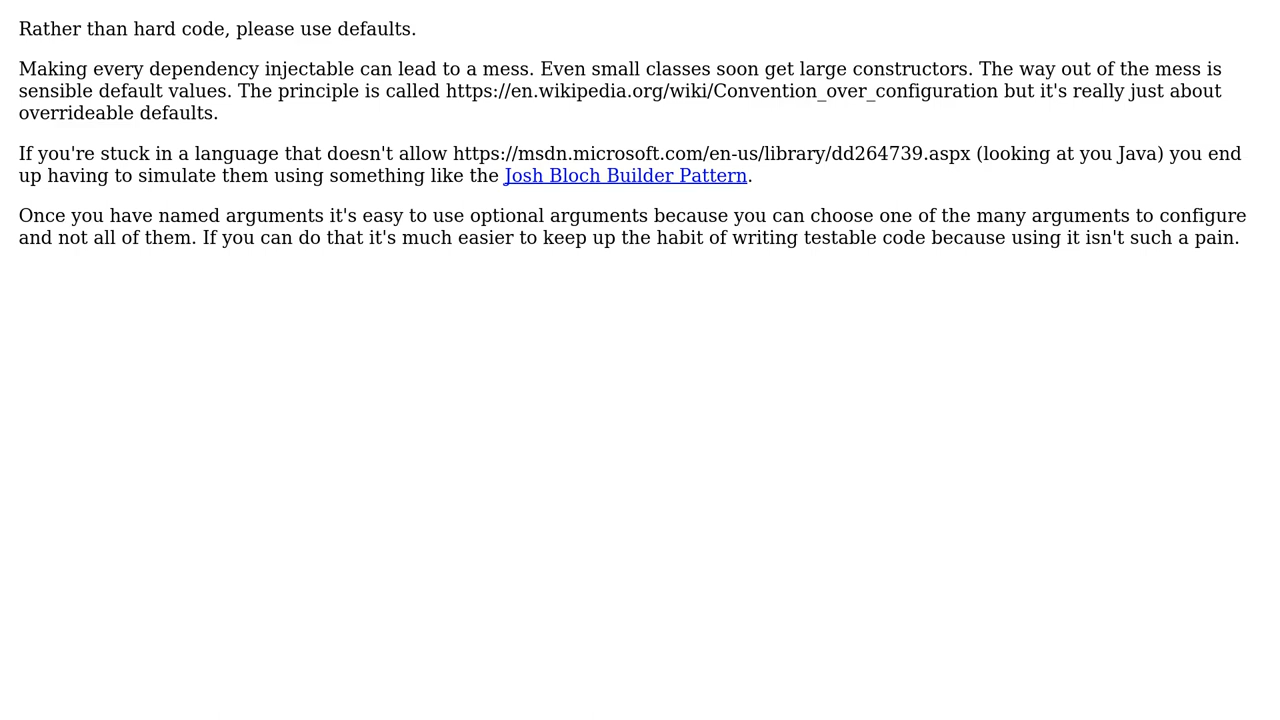 Rather than hard code, please use defaults.
Making every dependency injectable can lead to a mess. Even small classes soon get large constructors. The way out of the mess is
sensible default values. The principle is called https://en.wikipedia.org/wiki/Convention_over_configuration but it's really just about
overrideable defaults.
If you're stuck in a language that doesn't allow https://msdn.microsoft.com/en-us/library/dd264739.aspx (looking at you Java) you end
up having to simulate them using something like the Josh Bloch Builder Pattern.
Once you have named arguments it's easy to use optional arguments because you can choose one of the many arguments to configure
and not all of them. If you can do that it's much easier to keep up the habit of writing testable code because using it isn't such a pain.